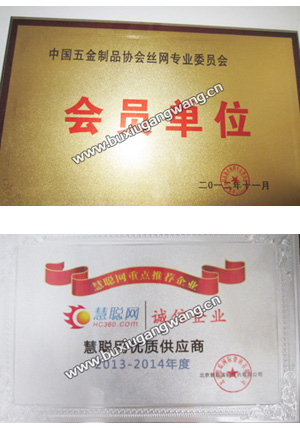 中国五金制品协会丝网专业委员会
会员单位
www.buxiugangwang.cn
二〇一二年十一月
慧聪网重点推荐企业
慧聪网
HC360.com
诚信企业
www.buxiugangwang.cn
慧聪网优质供应商
2013-2014年度